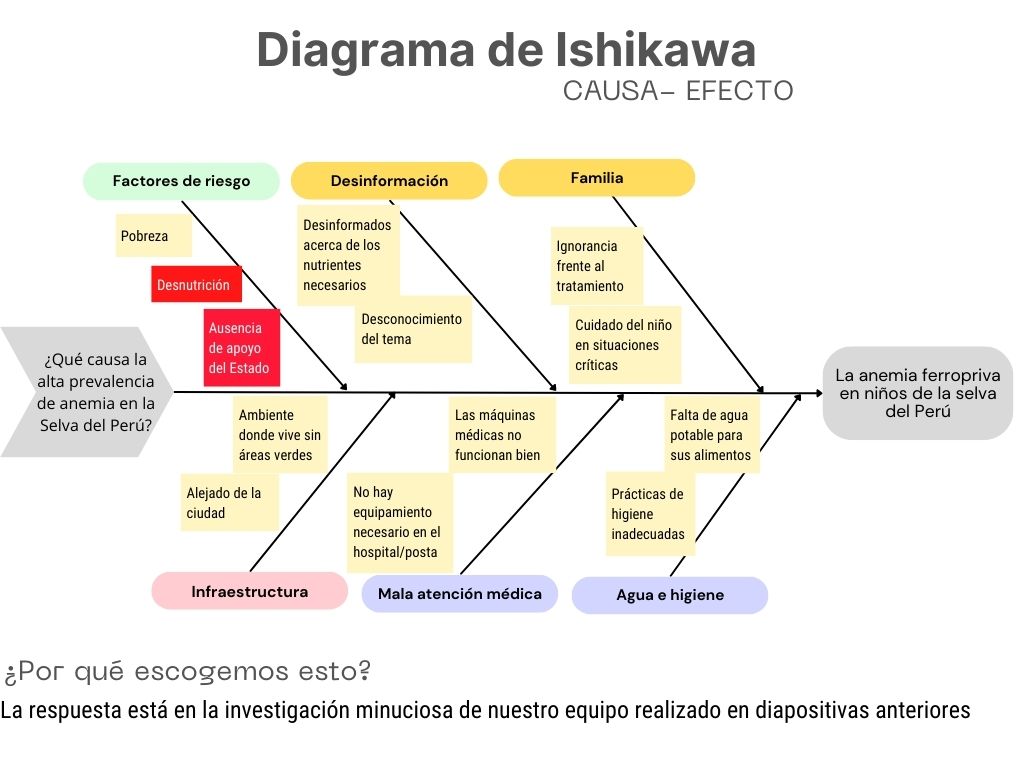 Diagrama de Ishikawa
CAUSA- EFECTO
Factores de riesgo
Desinformación
Familia
Pobreza
Desnutrición
Ausencia
de apoyo
del Estado
Desinformados
acerca de los
nutrientes
necesarios
Desconocimiento
del tema
Ignorancia
frente al
tratamiento
Cuidado del niño
en situaciones
críticas
¿Qué causa la
alta prevalencia
de anemia en la
Selva del Perú?
La anemia ferropriva
en niños de la selva
del Perú
Ambiente
donde vive sin
áreas verdes
Alejado de la
ciudad
Las máquinas
médicas no
funcionan bien
No hay
equipamiento
necesario en el
hospital/posta
Falta de agua
potable para
sus alimentos
Prácticas de
higiene
inadecuadas
Infraestructura
Mala atención médica
Agua e higiene
¿Por qué escogemos esto?
La respuesta está en la investigación minuciosa de nuestro equipo realizado en diapositivas anteriores